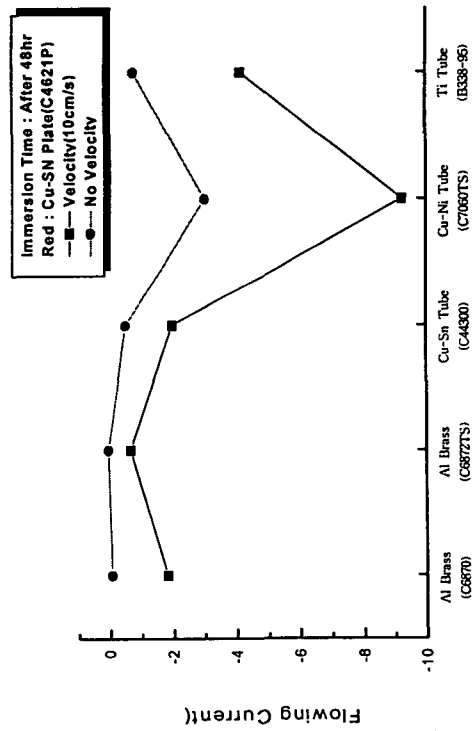 Immersion Time : After 48hr
Red : Cu-SN Plate(C4621P)
Velocity(10cm/s)
No Velocity
Flowing Current(
0
-2
-4
-6
-8
-10
Al Brass
(C6870)
Al Brass
(C6872TS)
Cu-Sn Tube
(C44300)
Cu-Ni Tube
(C7060TS)
Ti Tube
(B338-95)